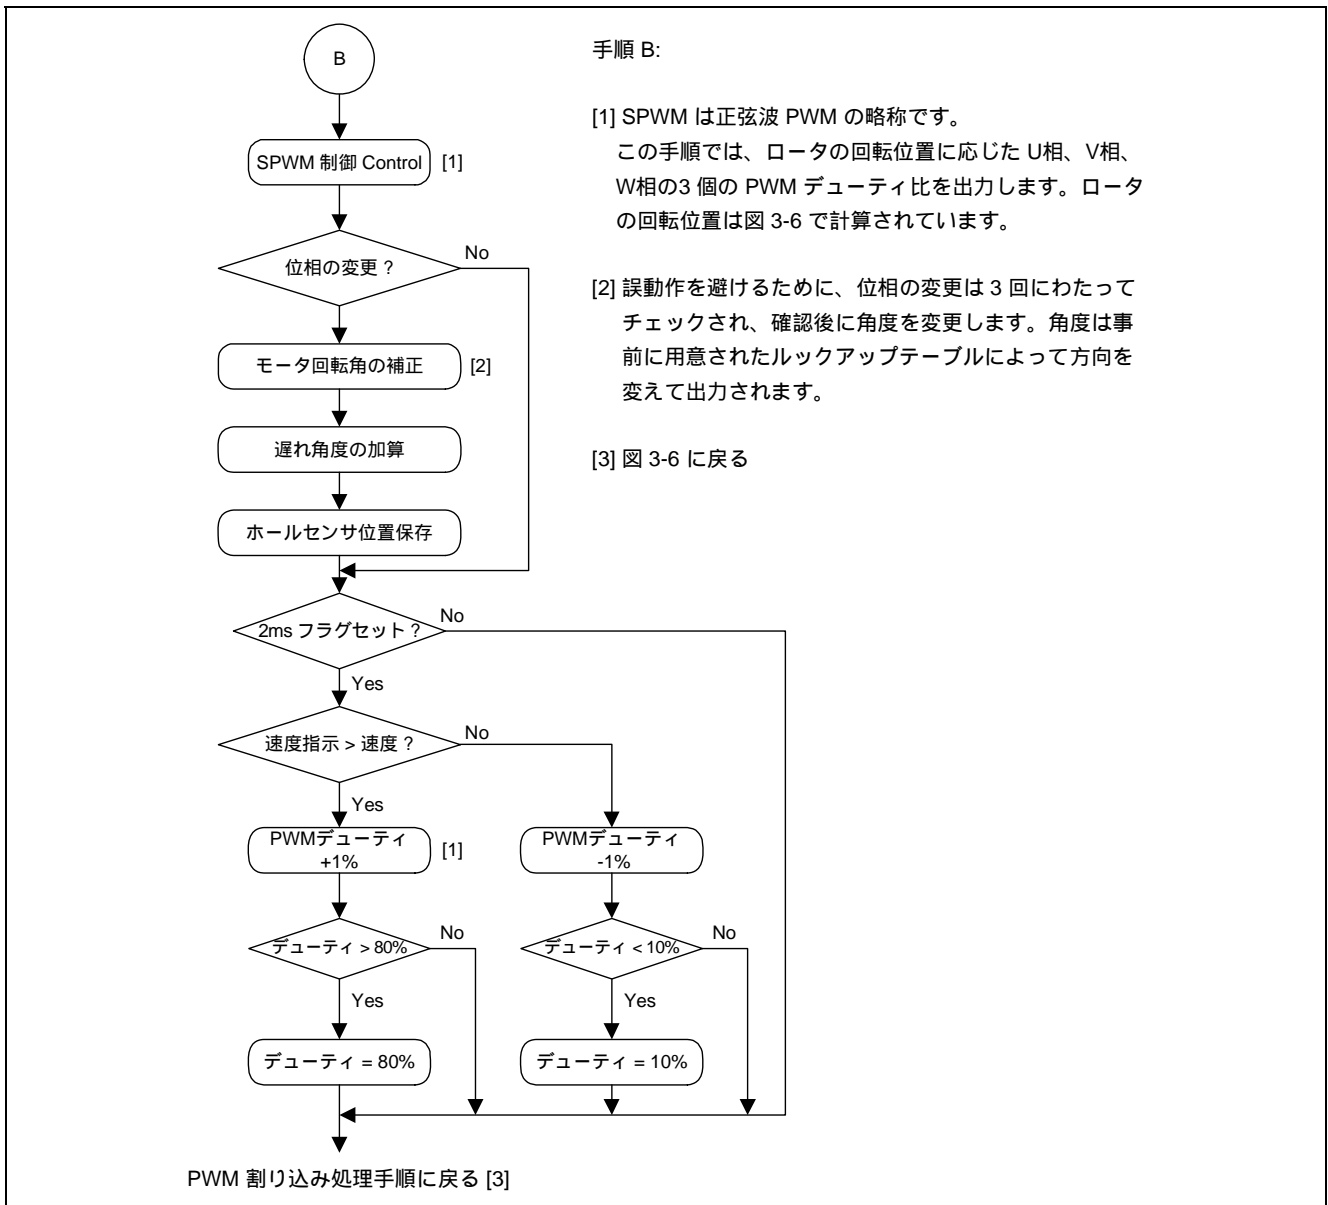 B
SPWM 制御 Control
[1]
位相の変更 ?
No
モータ回転角の補正
[2]
遅れ角度の加算
ホールセンサ位置保存
2ms フラグセット ?
No
Yes
速度指示 > 速度 ?
No
Yes
PWMデューティ
+1%
[1]
PWMデューティ
-1%
デューティ > 80%
No
デューティ < 10%
No
Yes
Yes
デューティ = 80%
デューティ = 10%
PWM 割り込み処理手順に戻る [3]
手順 B:
[1] SPWM は正弦波 PWM の略称です。
この手順では、ロータの回転位置に応じた U相、V相、
W相の3 個の PWM デューティ比を出力します。ロータ
の回転位置は図 3-6 で計算されています。
[2] 誤動作を避けるために、位相の変更は 3 回にわたって
チェックされ、確認後に角度を変更します。角度は事
前に用意されたルックアップテーブルによって方向を
変えて出力されます。
[3] 図 3-6 に戻る